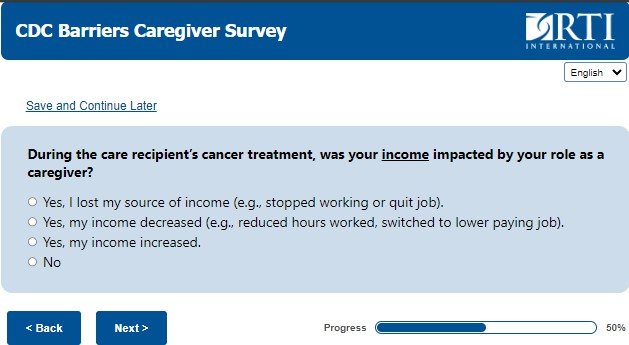 CDC Barriers Caregiver Survey
RTI
INTERNATIONAL
English
Save and Continue Later
During the care recipient's cancer treatment, was your income impacted by your role as a
caregiver?
Yes, I lost my source of income (e.g., stopped working or quit job).
Yes, my income decreased (e.g., reduced hours worked, switched to lower paying job).
Yes, my income increased.
No
< Back
Next >
Progress
50%